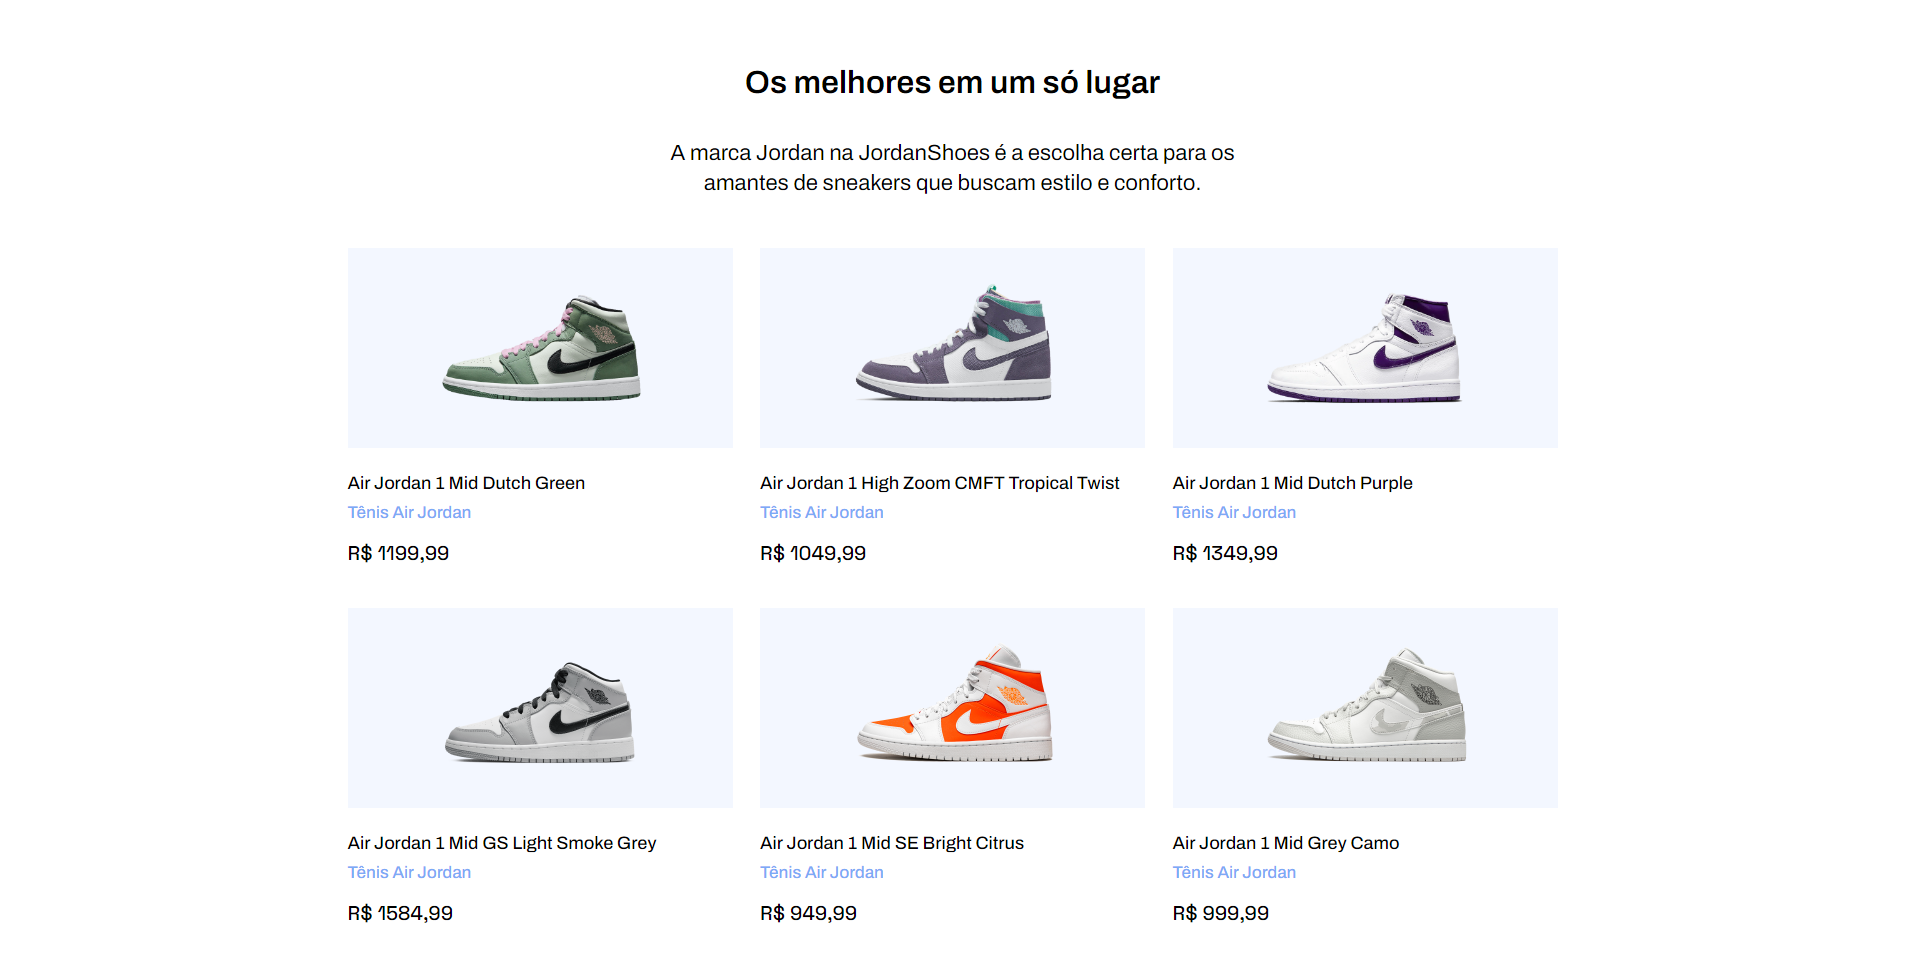 Os melhores em um só lugar
A marca Jordan na JordanShoes é a escolha certa para os
amantes de sneakers que buscam estilo e conforto.
Air Jordan 1 Mid Dutch Green
Tênis Air Jordan
R$ 1199,99
Air Jordan 1 High Zoom CMFT Tropical Twist
Tênis Air Jordan
R$ 1049,99
Air Jordan 1 Mid Dutch Purple
Tênis Air Jordan
R$ 1349,99
Air Jordan 1 Mid GS Light Smoke Grey
Tênis Air Jordan
R$ 1584,99
Air Jordan 1 Mid SE Bright Citrus
Tênis Air Jordan
R$ 949,99
Air Jordan 1 Mid Grey Camo
Tênis Air Jordan
R$ 999,99